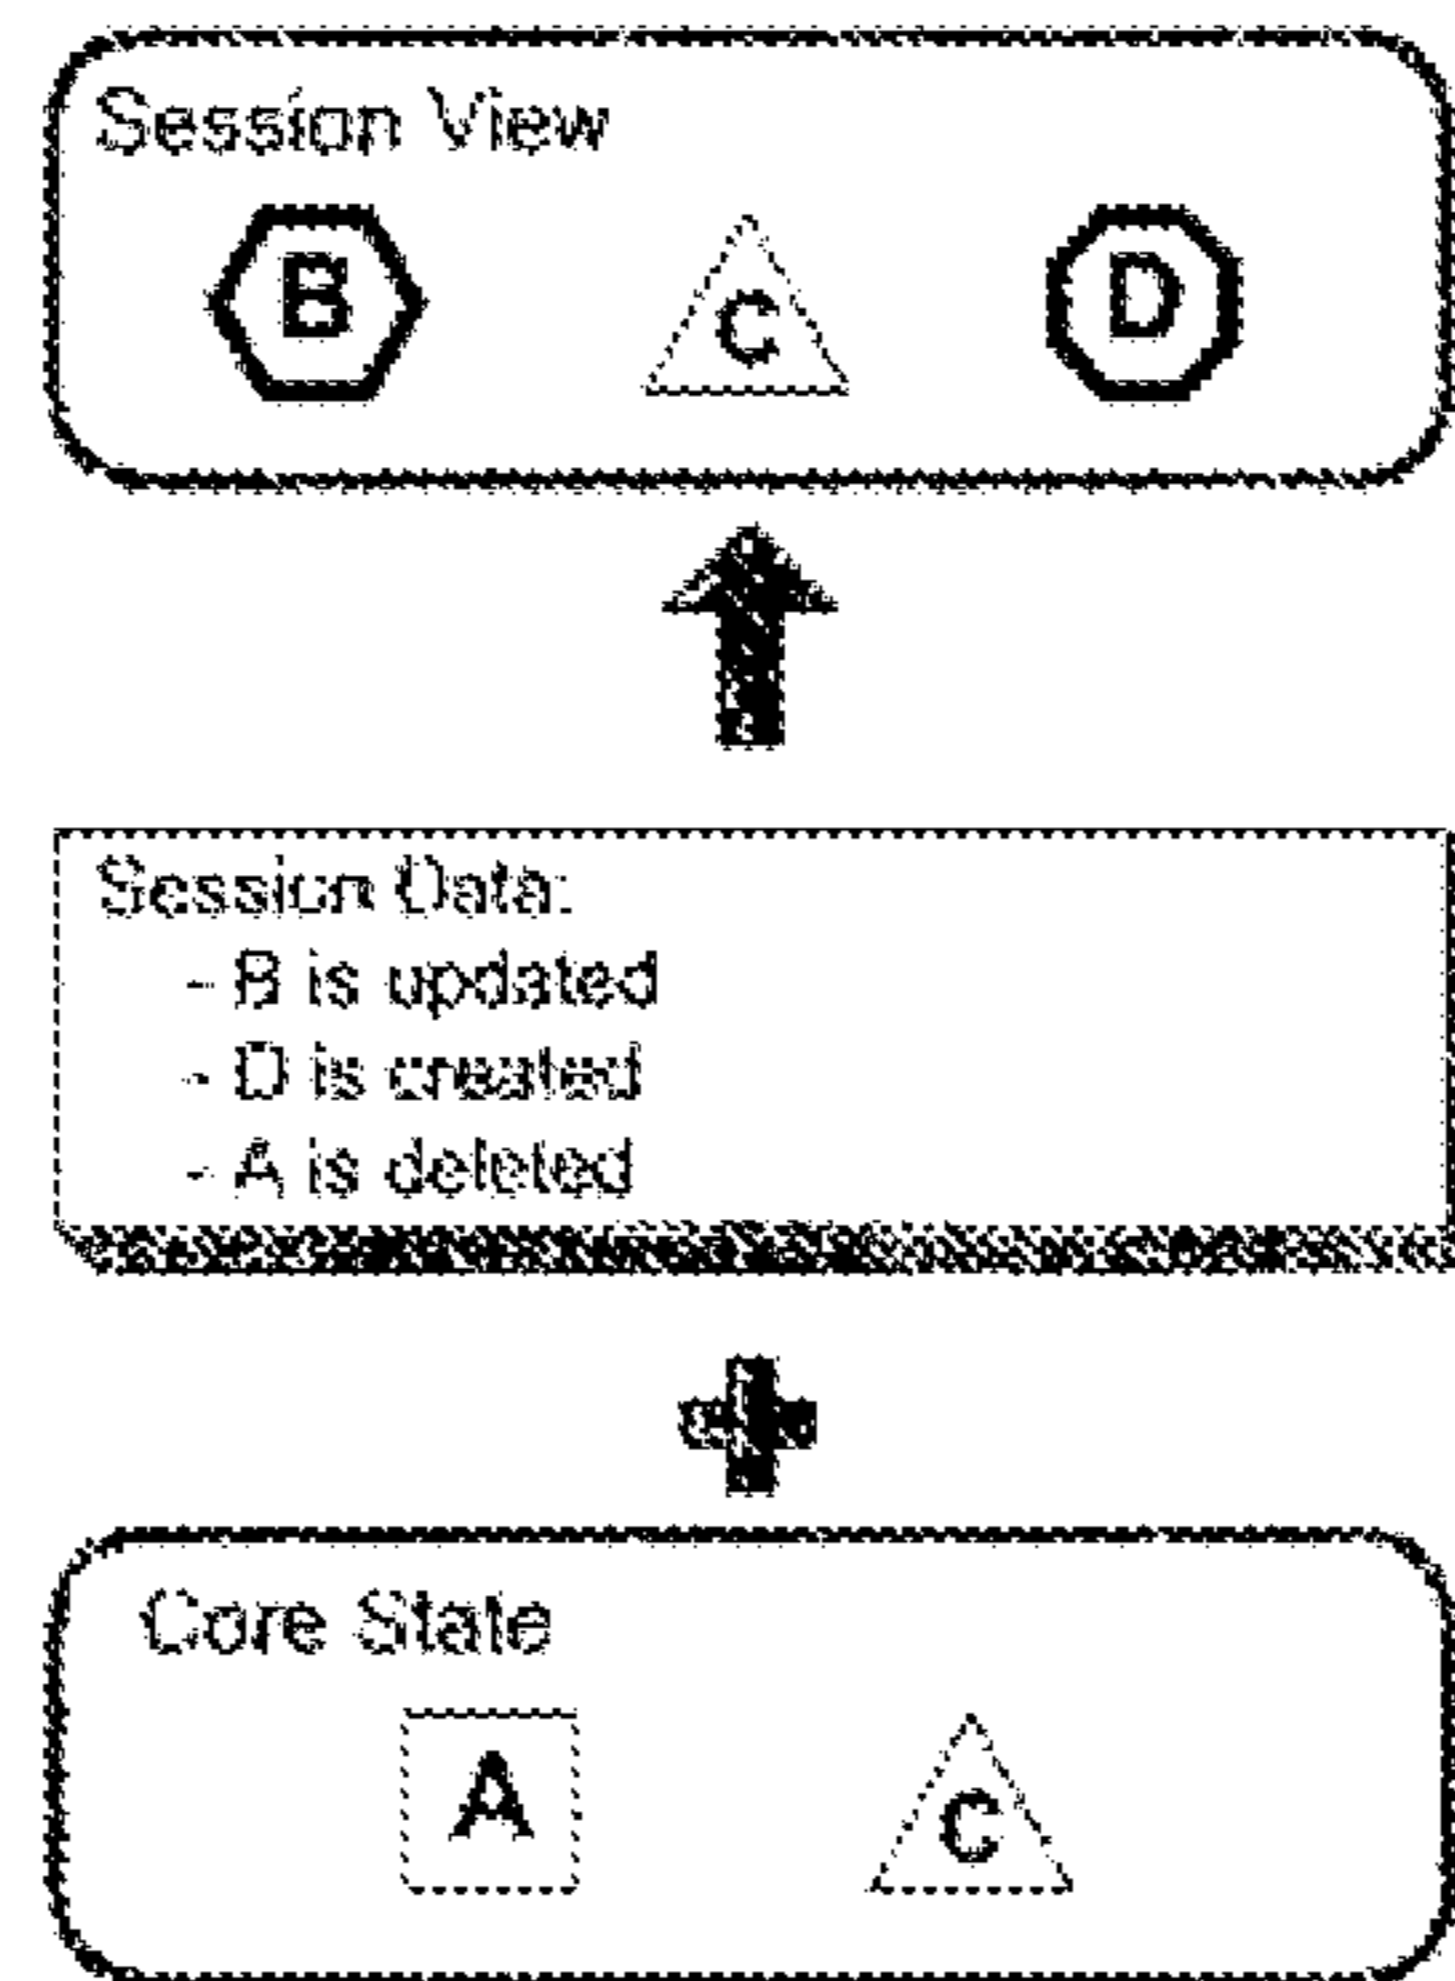 Session View
B C D
Session Data:
- B is updated
- D is created
- A is deleted
Core State
A C